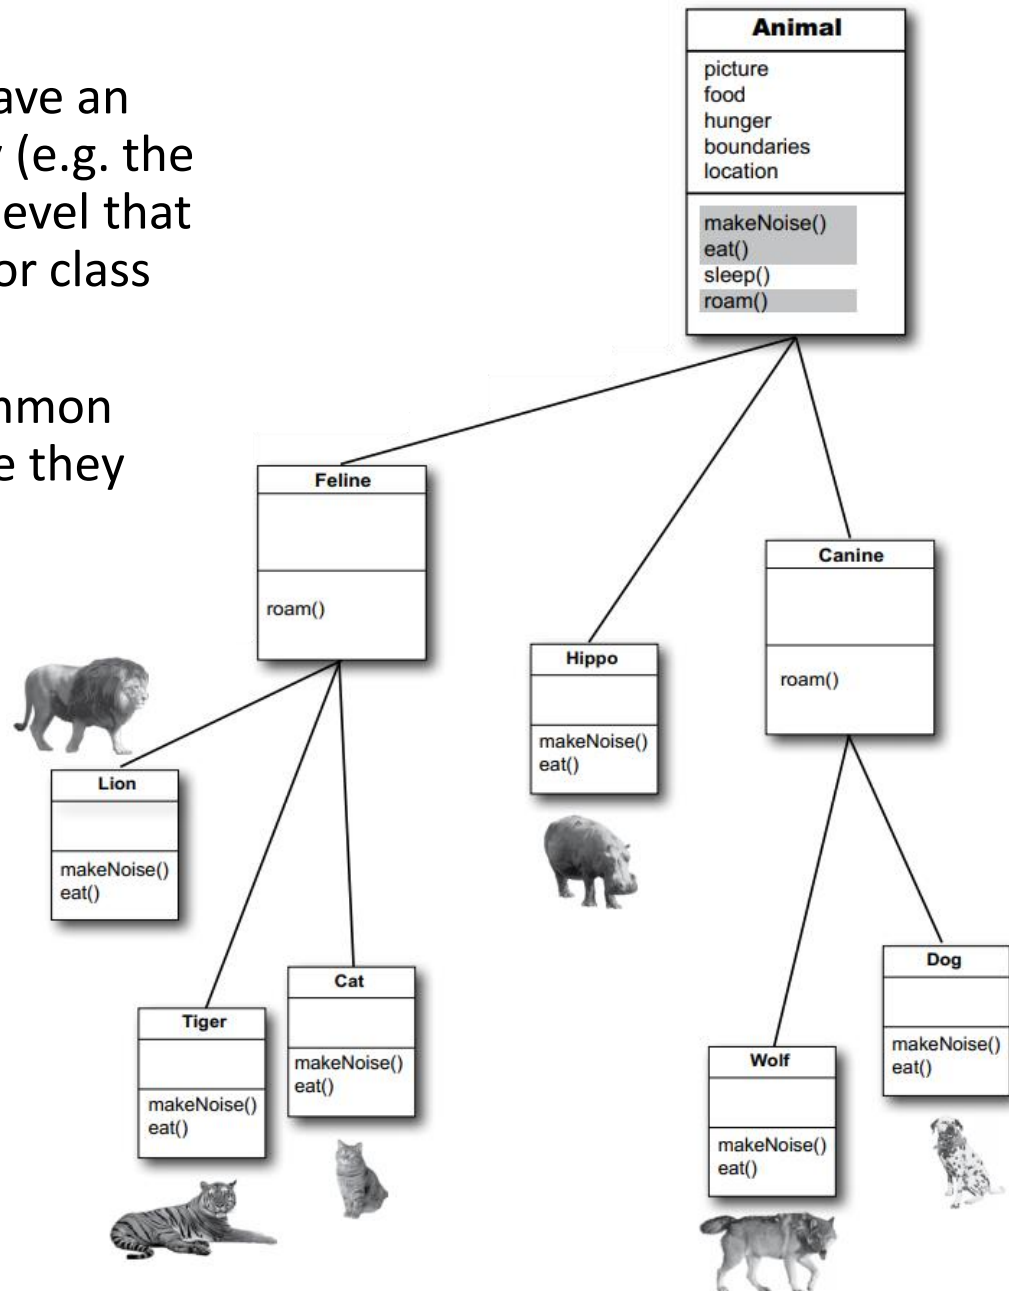 ave an
(e.g. the
evel that
or class
mmon
e they
Animal
picture
food
hunger
boundaries
location
makeNoise()
eat()
sleep()
roam()
Feline
roam()
Hippo
makeNoise()
eat()
Canine
roam()
Lion
makeNoise()
eat()
Tiger
makeNoise()
eat()
Cat
makeNoise()
eat()
Wolf
makeNoise()
eat()
Dog
makeNoise()
eat()